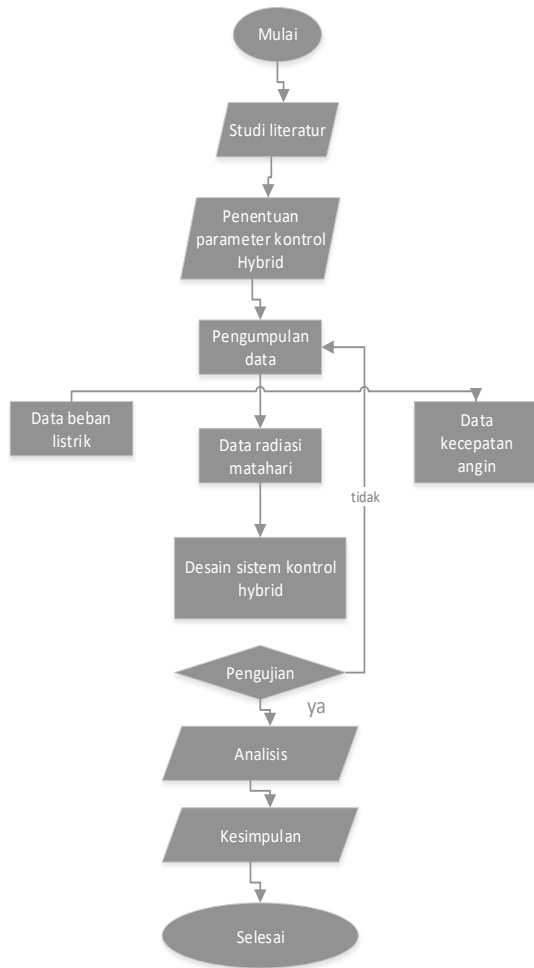 Mulai
Studi literatur
Penentuan
parameter kontrol
Hybrid
Pengumpulan
data
Data beban
listrik
Data radiasi
matahari
Data
kecepatan
angin
tidak
Desain sistem kontrol
hybrid
Pengujian
ya
Analisis
Kesimpulan
Selesai